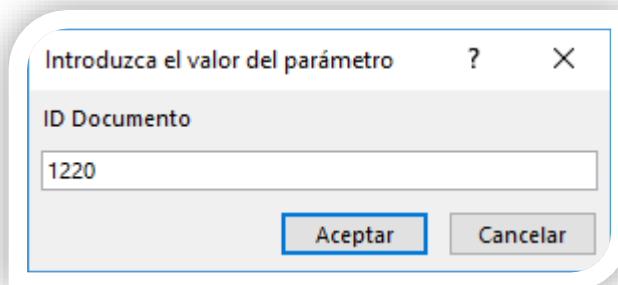 Introduzca el valor del parámetro ?
ID Documento
1220
Aceptar Cancelar